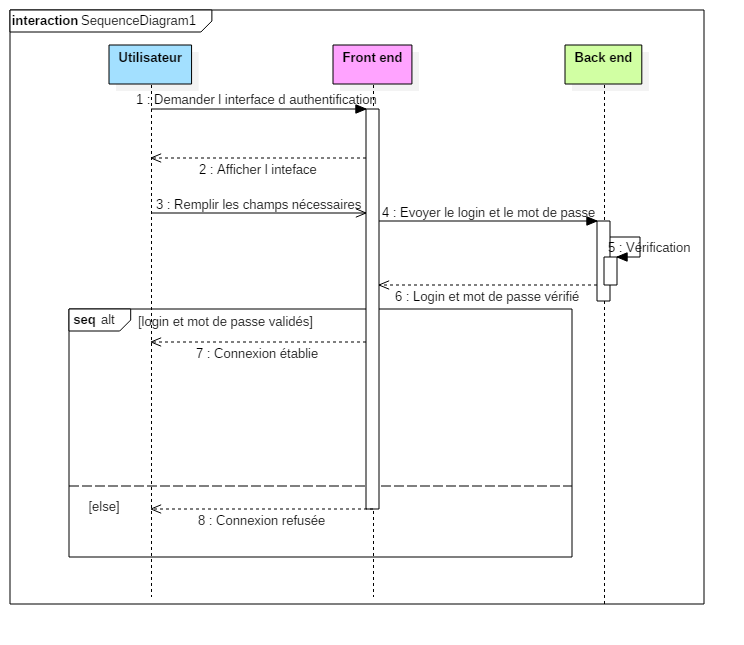 interaction SequenceDiagram1
Utilisateur
Front end
Back end
1 : Demander l interface d authentification
2 : Afficher l inteface
3 : Remplir les champs nécessaires
4 : Evoyer le login et le mot de passe
5 : Vérification
6 : Login et mot de passe vérifié
seq alt
[login et mot de passe validés]
7 : Connexion établie
[else]
8 : Connexion refusée